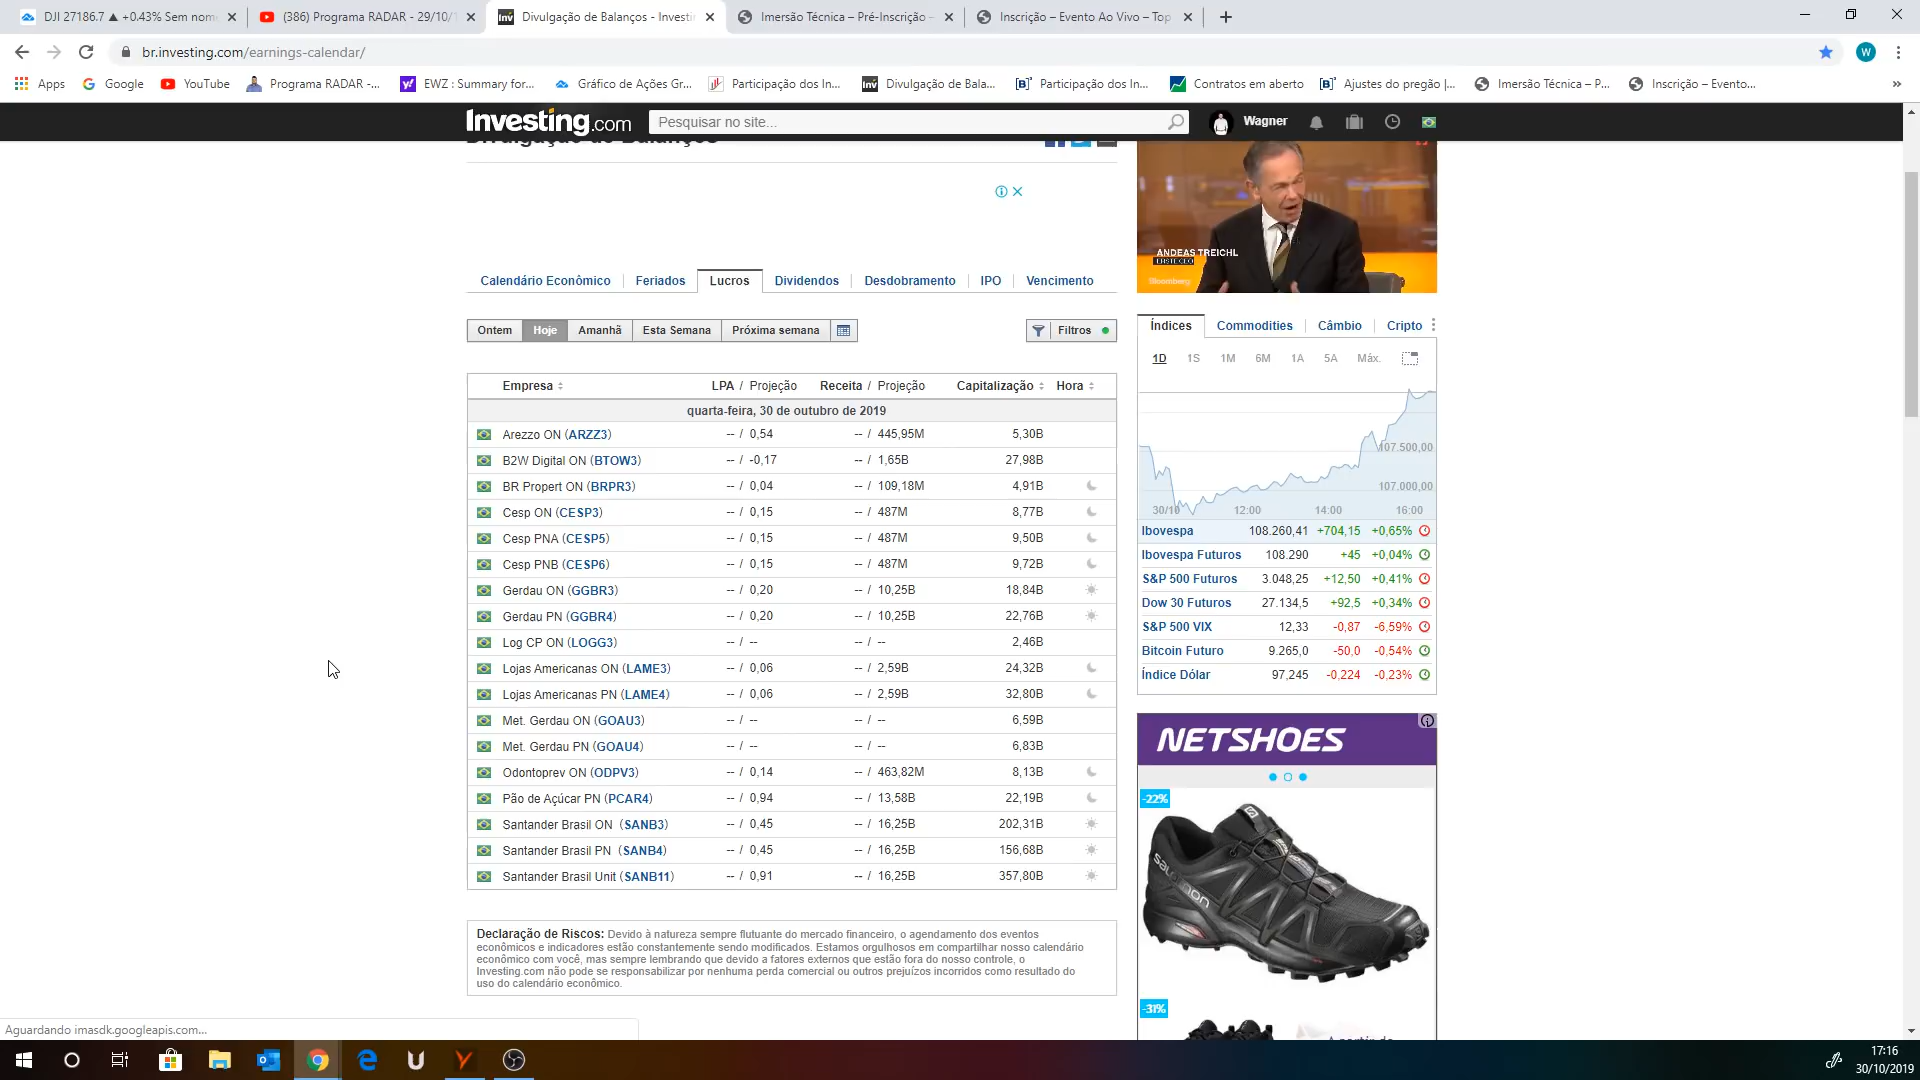 DJI 27186.7 ▲ +0.43% Sem nom
(386) Programa RADAR - 29/10/1
Divulgação de Balanços - Investi
Imersão Técnica – Pré-Inscrição –
Inscrição – Evento Ao Vivo – Top
br.investing.com/earnings-calendar/
W
Apps
Google
YouTube
Programa RADAR -...
EWZ : Summary for...
Gráfico de Ações Gr...
Participação dos In...
Divulgação de Bala...
Participação dos In...
Contratos em aberto
Ajustes do pregão |...
Imersão Técnica – P...
Inscrição – Evento...
Investing.com
Pesquisar no site...
Wagner
Divulgação de Balanços
ANDEAS TREICHL
ERSTE CEO
Bloomberg
Calendário Econômico
Feriados
Lucros
Dividendos
Desdobramento
IPO
Vencimento
Ontem
Hoje
Amanhã
Esta Semana
Próxima semana
Filtros
Empresa LPA / Projeção Receita / Projeção Capitalização Hora
quarta-feira, 30 de outubro de 2019
Arezzo ON (ARZZ3) -- / 0,54 -- / 445,95M 5,30B
B2W Digital ON (BTOW3) -- / -0,17 -- / 1,65B 27,98B
BR Propert ON (BRPR3) -- / 0,04 -- / 109,18M 4,91B
Cesp ON (CESP3) -- / 0,15 -- / 487M 8,77B
Cesp PNA (CESP5) -- / 0,15 -- / 487M 9,50B
Cesp PNB (CESP6) -- / 0,15 -- / 487M 9,72B
Gerdau ON (GGBR3) -- / 0,20 -- / 10,25B 18,84B
Gerdau PN (GGBR4) -- / 0,20 -- / 10,25B 22,76B
Log CP ON (LOGG3) -- / -- -- / -- 2,46B
Lojas Americanas ON (LAME3) -- / 0,06 -- / 2,59B 24,32B
Lojas Americanas PN (LAME4) -- / 0,06 -- / 2,59B 32,80B
Met. Gerdau ON (GOAU3) -- / -- -- / -- 6,59B
Met. Gerdau PN (GOAU4) -- / -- -- / -- 6,83B
Odontoprev ON (ODPV3) -- / 0,14 -- / 463,82M 8,13B
Pão de Açúcar PN (PCAR4) -- / 0,94 -- / 13,58B 22,19B
Santander Brasil ON (SANB3) -- / 0,45 -- / 16,25B 202,31B
Santander Brasil PN (SANB4) -- / 0,45 -- / 16,25B 156,68B
Santander Brasil Unit (SANB11) -- / 0,91 -- / 16,25B 357,80B
Declaração de Riscos: Devido à natureza sempre flutuante do mercado financeiro, o agendamento dos eventos
econômicos e indicadores estão constantemente sendo modificados. Estamos orgulhosos em compartilhar nosso calendário
econômico com você, mas sempre lembrando que devido a fatores externos que estão fora do nosso controle, o
Investing.com não pode se responsabilizar por nenhuma perda comercial ou outros prejuízos incorridos como resultado do
uso do calendário econômico.
Índices
Commodities
Câmbio
Cripto
1D 1S 1M 6M 1A 5A Máx.
107.500,00
107.000,00
30/10 12:00 14:00 16:00
Ibovespa 108.260,41 +704,15 +0,65%
Ibovespa Futuros 108.290 +45 +0,04%
S&P 500 Futuros 3.048,25 +12,50 +0,41%
Dow 30 Futuros 27.134,5 +92,5 +0,34%
S&P 500 VIX 12,33 -0,87 -6,59%
Bitcoin Futuro 9.265,0 -50,0 -0,54%
Índice Dólar 97,245 -0,224 -0,23%
NETSHOES
-22%
salomon
-31%
A partir de
Aguardando imasdk.googleapis.com...
17:16
30/10/2019